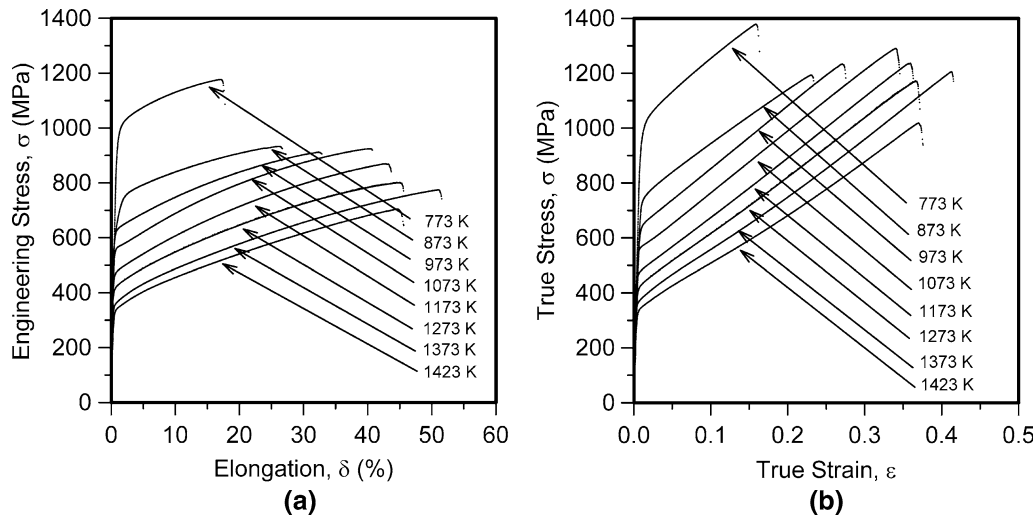 1400
1200
1000
800
600
400
200
0
Engineering Stress, σ (MPa)
773 K
873 K
973 K
1073 K
1173 K
1273 K
1373 K
1423 K
0 10 20 30 40 50 60
Elongation, δ (%)
(a)
1400
1200
1000
800
600
400
200
0
True Stress, σ (MPa)
773 K
873 K
973 K
1073 K
1173 K
1273 K
1373 K
1423 K
0.0 0.1 0.2 0.3 0.4 0.5
True Strain, ε
(b)